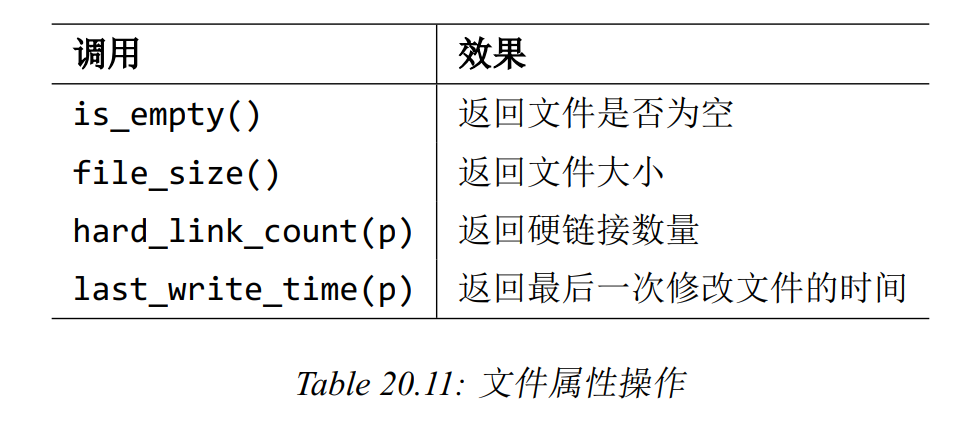 调用 效果
is_empty() 返回文件是否为空
file_size() 返回文件大小
hard_link_count(p) 返回硬链接数量
last_write_time(p) 返回最后一次修改文件的时间
Table 20.11: 文件属性操作